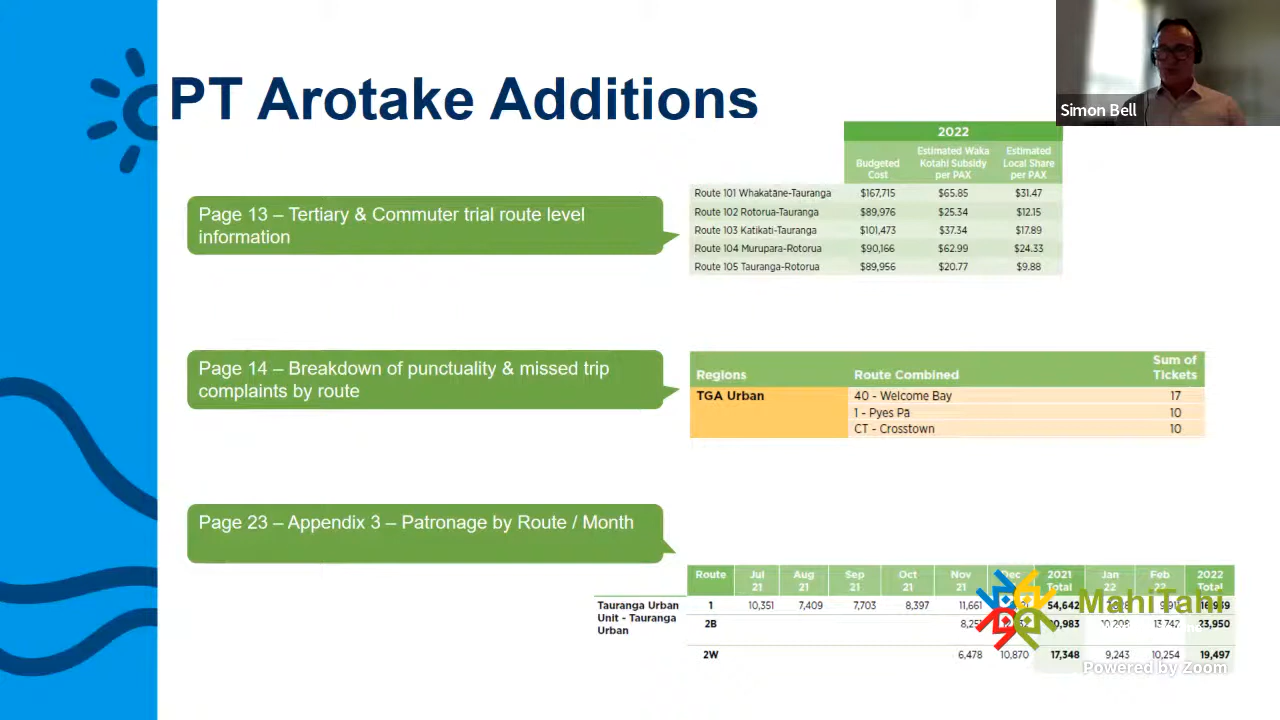 Simon Bell
PT Arotake Additions
2022
Budgeted Cost Estimated Waka Kotahi Subsidy per PAX Estimated Local Share per PAX
Route 101 Whakatāne-Tauranga $167,715 $65.85 $31.47
Route 102 Rotorua-Tauranga $89,976 $25.34 $12.15
Route 103 Katikati-Tauranga $101,473 $37.34 $17.89
Route 104 Murupara-Rotorua $90,166 $62.99 $24.33
Route 105 Tauranga-Rotorua $89,956 $20.77 $9.88
Page 13 – Tertiary & Commuter trial route level
information
Page 14 – Breakdown of punctuality & missed trip
complaints by route
Regions Route Combined Sum of Tickets
TGA Urban 40 - Welcome Bay 17
1 - Pyes Pā 10
CT - Crosstown 10
Page 23 – Appendix 3 – Patronage by Route / Month
Route Jul 21 Aug 21 Sep 21 Oct 21 Nov 21 Dec 2021 Total Jan 22 Feb 22 2022 Total
Tauranga Urban 1 10,351 7,409 7,703 8,397 11,661 54,642
Unit - Tauranga 2B 10,208 13,742 23,950
Urban
2W 6,478 10,870 17,348 9,243 10,254 19,497
MahiTahi
Powered by Zoom